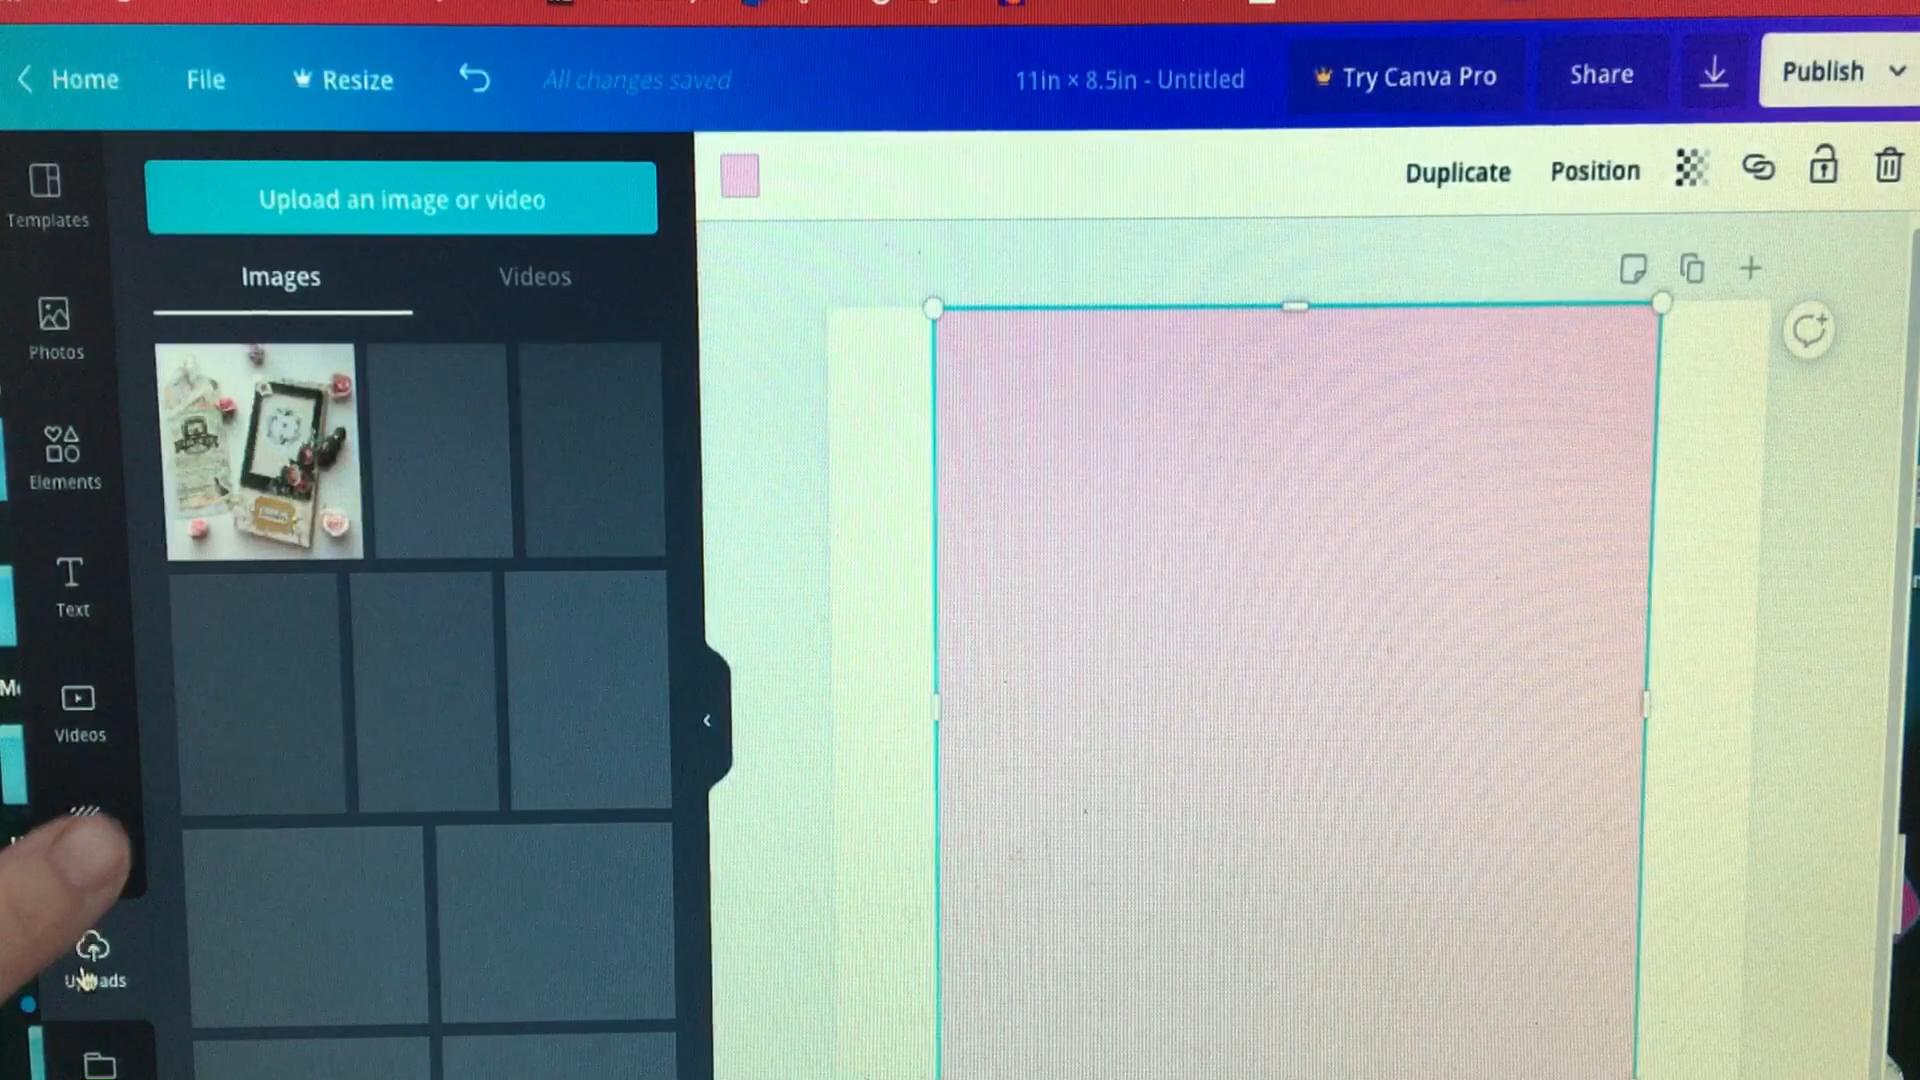 Home
File
Resize
All changes saved
11in × 8.5in - Untitled
Try Canva Pro
Share
Publish
Templates
Upload an image or video
Duplicate
Position
Images
Videos
Photos
Elements
Text
Videos
Uploads